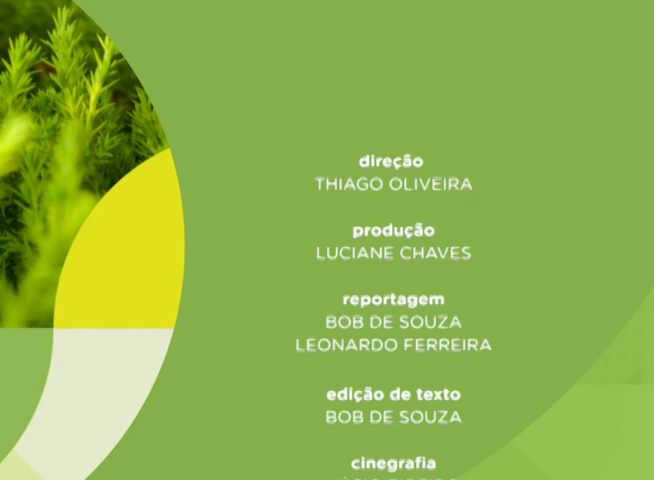 direção
THIAGO OLIVEIRA
produção
LUCIANE CHAVES
reportagem
BOB DE SOUZA
LEONARDO FERREIRA
edição de texto
BOB DE SOUZA
cinegrafia